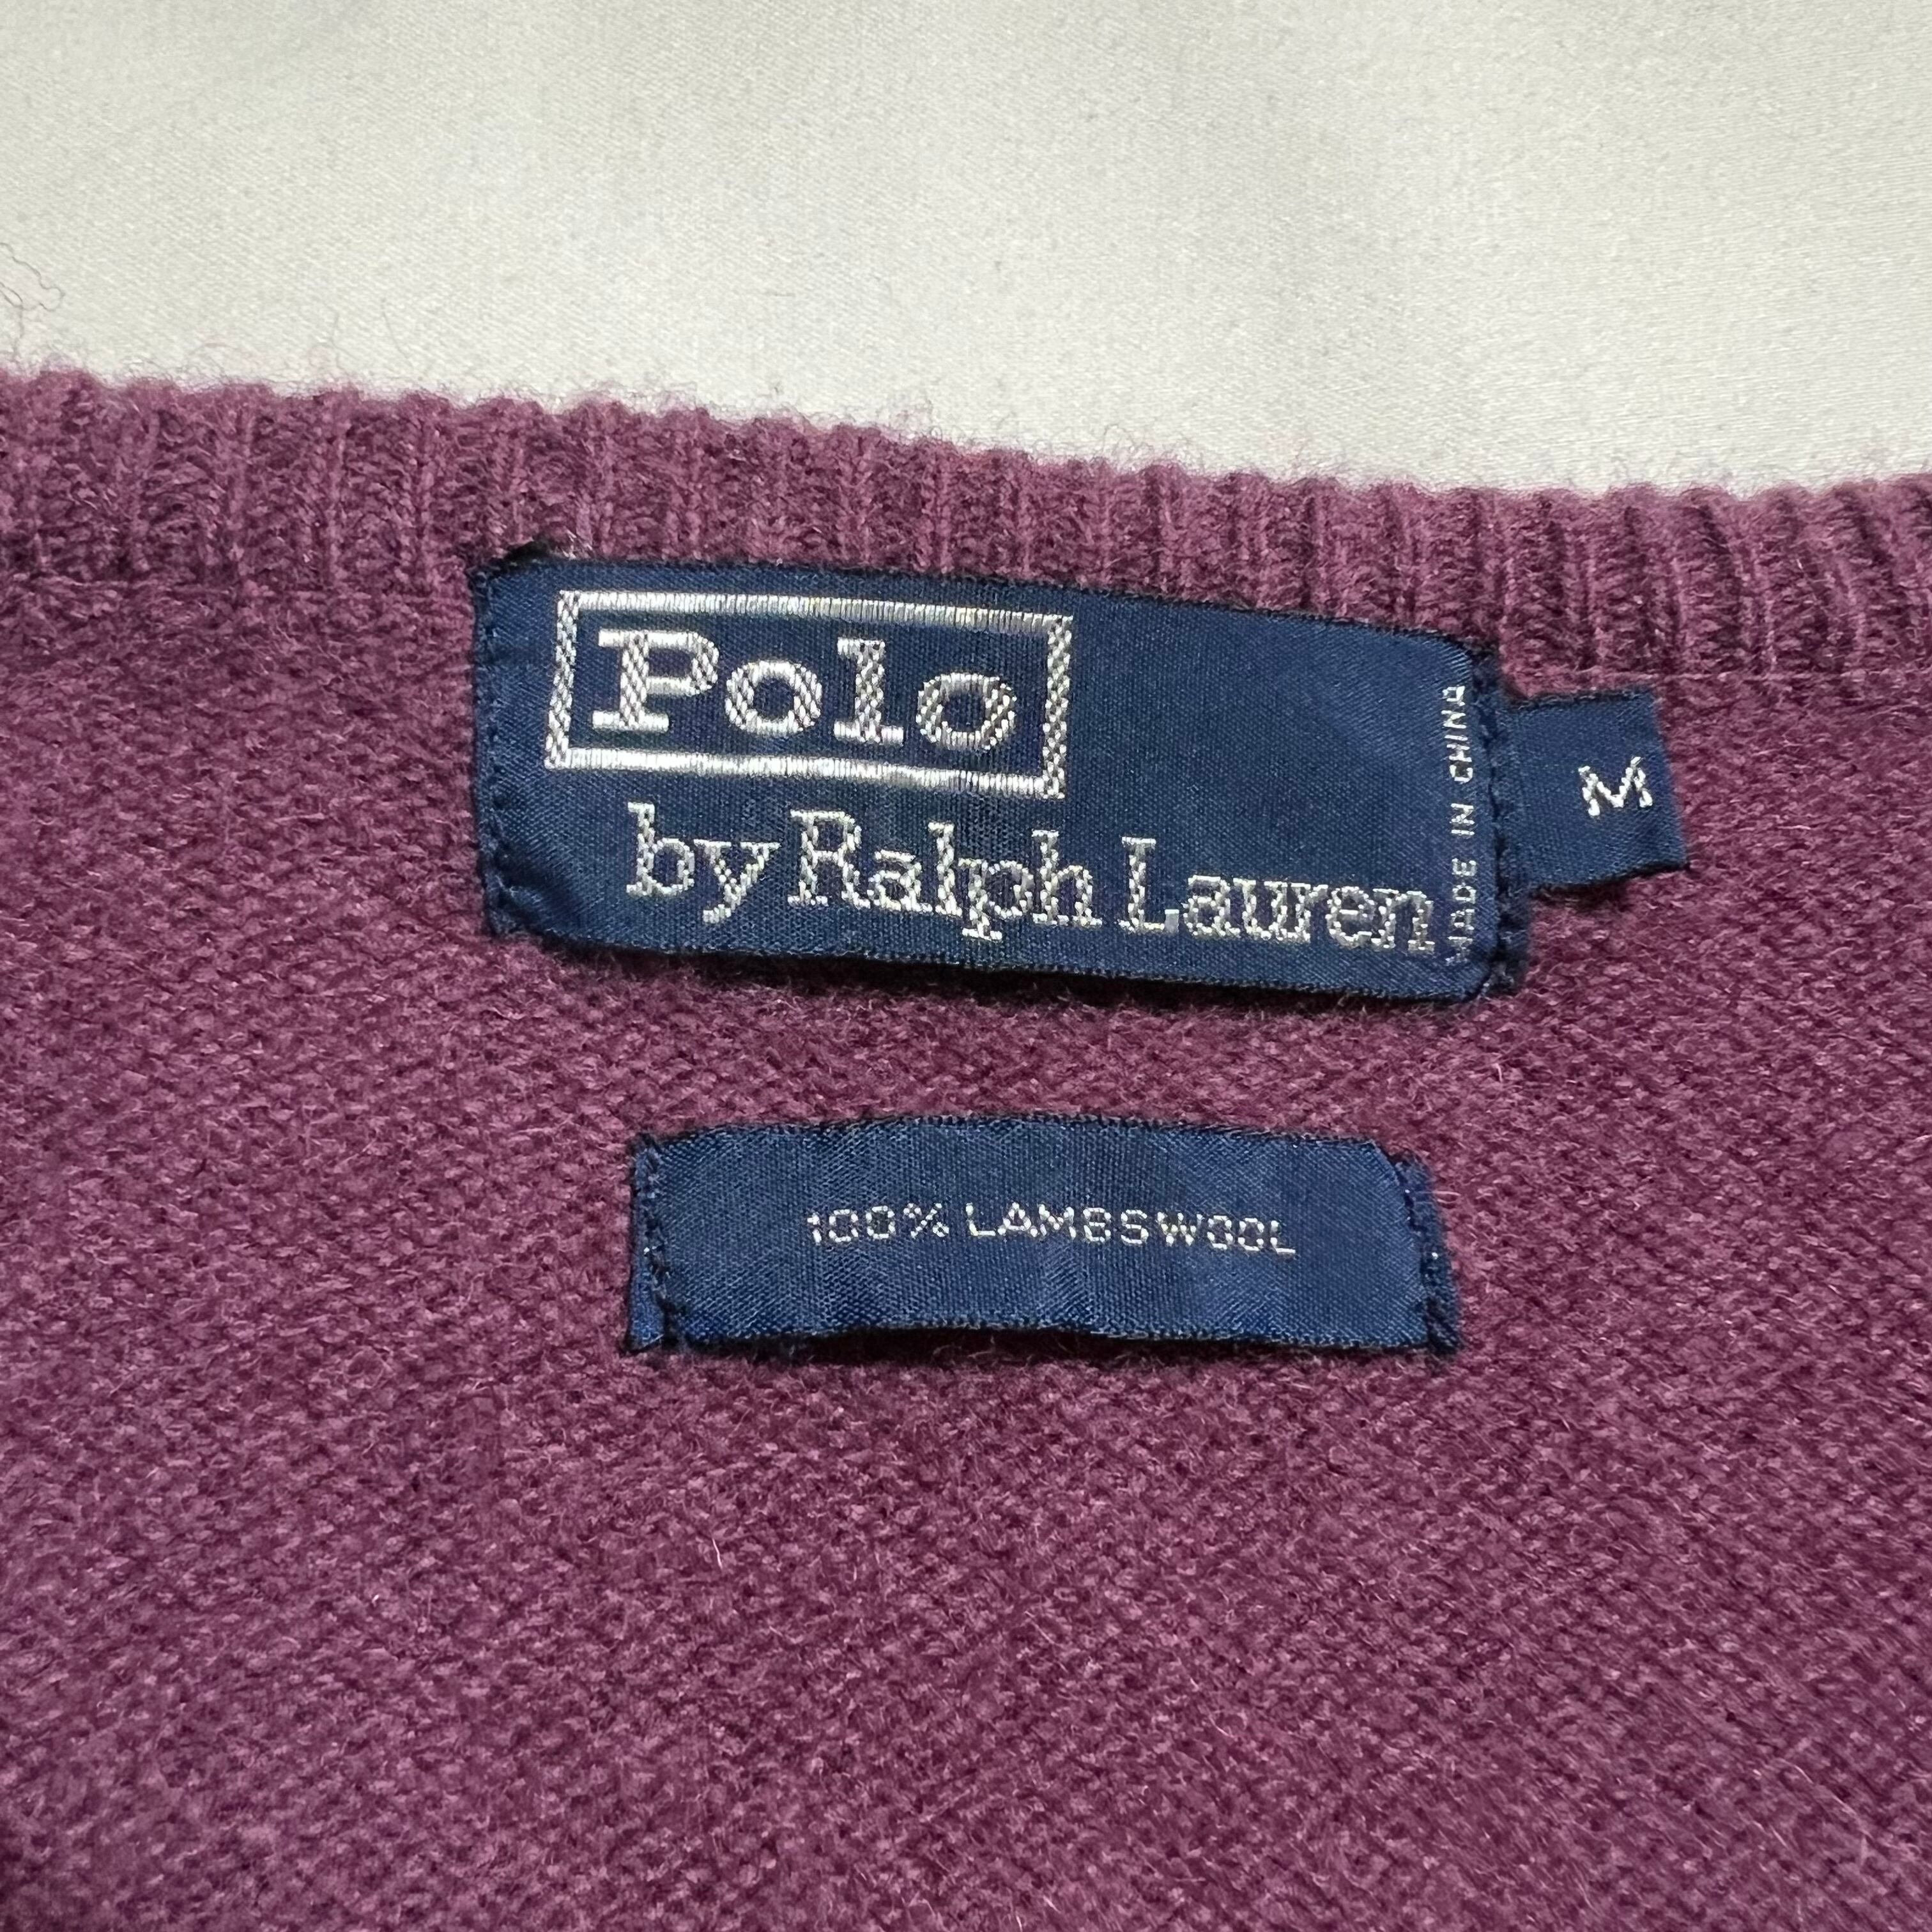 Polo
by Ralph Lauren
MADE IN CHINA
M
100% LAMBSWOOL